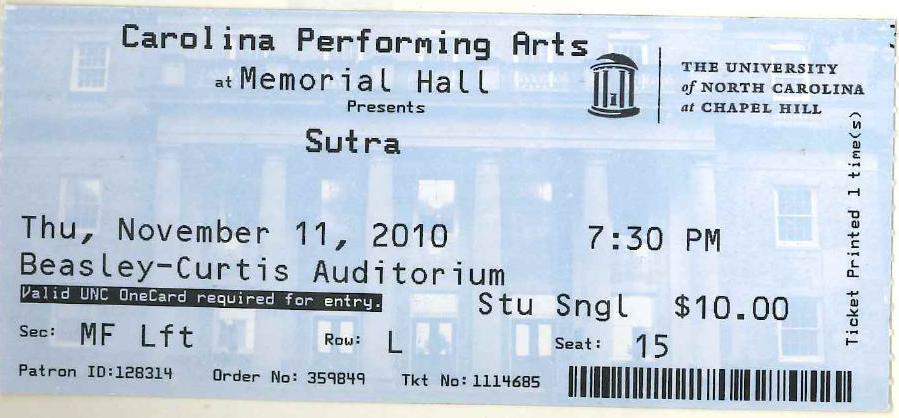 Carolina Performing Arts
at Memorial Hall
Presents
Sutra
THE UNIVERSITY
of NORTH CAROLINA
at CHAPEL HILL
Thu, November 11, 2010 7:30 PM
Beasley-Curtis Auditorium
Valid UNC OneCard required for entry.
Stu Sngl $10.00
Sec: MF Lft Row: L Seat: 15
Patron ID:128314 Order No: 359849 Tkt No: 1114685
Ticket Printed 1 time(s)